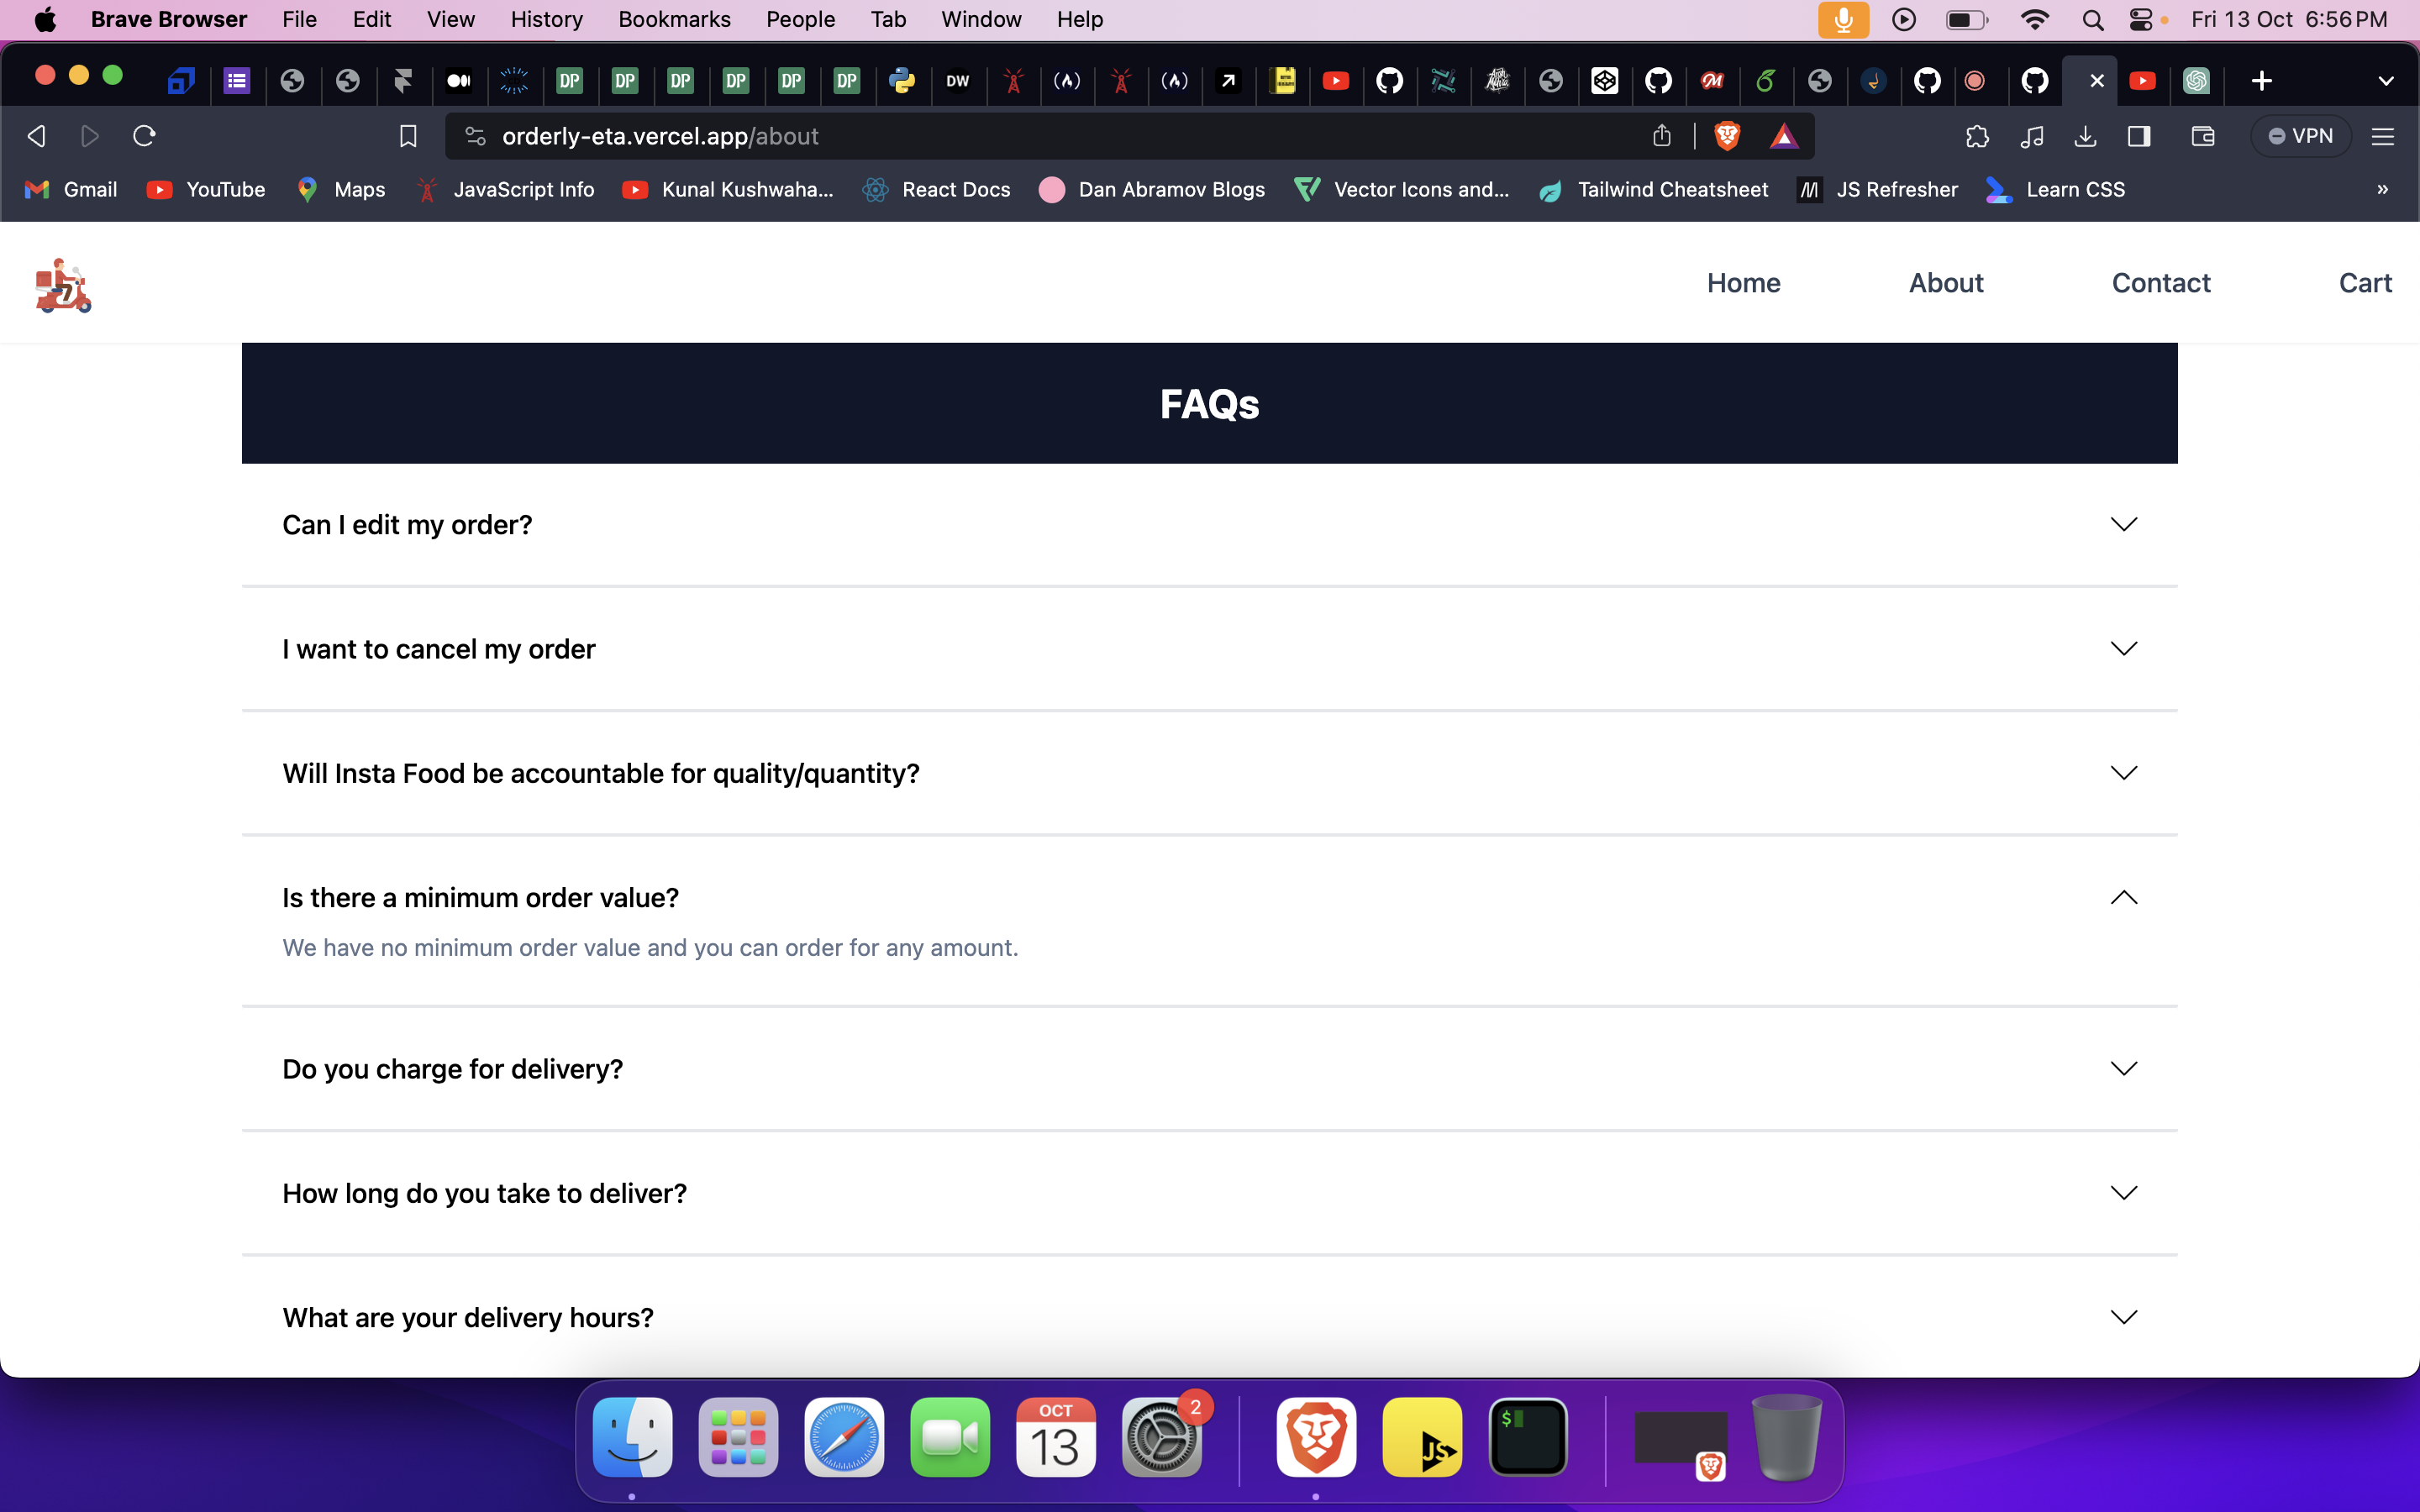 Brave Browser File Edit View History Bookmarks People Tab Window Help Fri 13 Oct 6:56 PM
DP DP DP DP DP DP DW
orderly-eta.vercel.app/about VPN
Gmail YouTube Maps JavaScript Info Kunal Kushwaha... React Docs Dan Abramov Blogs Vector Icons and... Tailwind Cheatsheet JS Refresher Learn CSS »
Home About Contact Cart
FAQs
Can I edit my order?
I want to cancel my order
Will Insta Food be accountable for quality/quantity?
Is there a minimum order value?
We have no minimum order value and you can order for any amount.
Do you charge for delivery?
How long do you take to deliver?
What are your delivery hours?
OCT 2
13 JS $